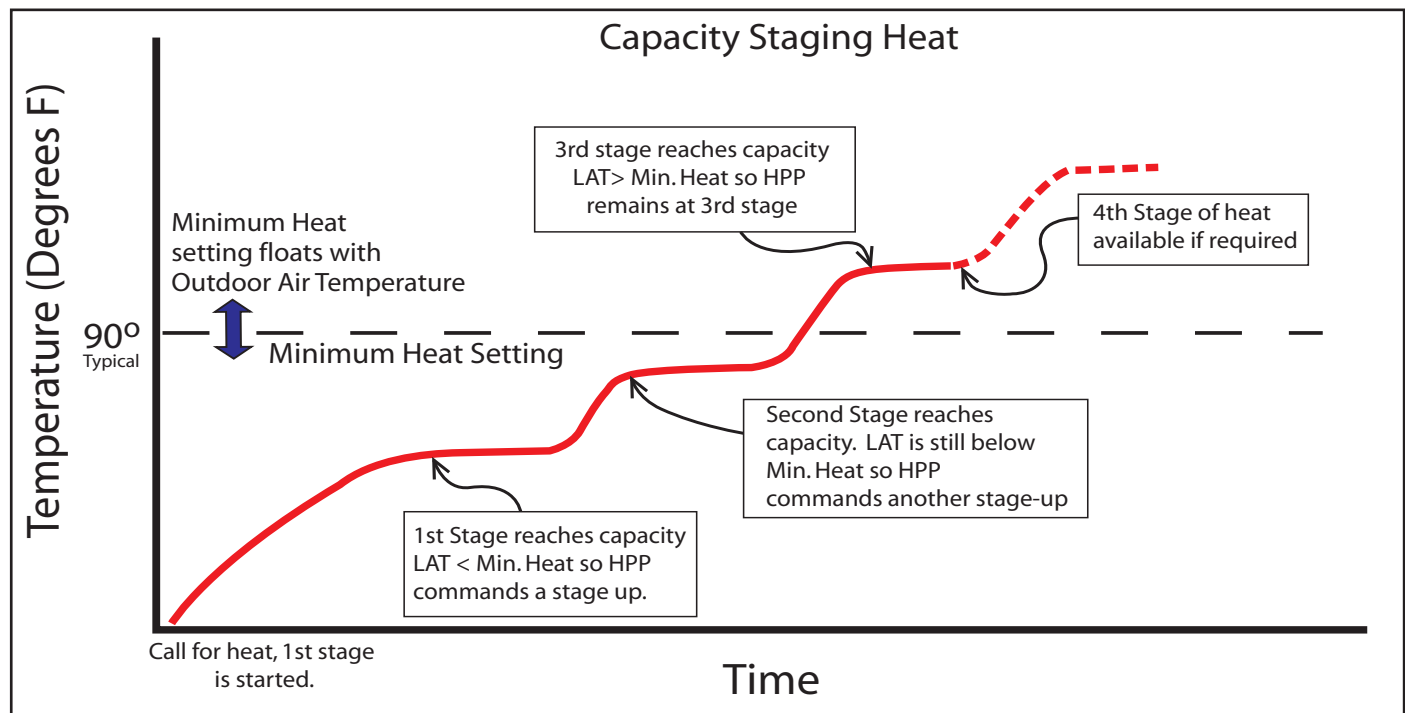 Capacity Staging Heat
Temperature (Degrees F)
3rd stage reaches capacity
LAT> Min. Heat so HPP
remains at 3rd stage
4th Stage of heat
available if required
Minimum Heat
setting floats with
Outdoor Air Temperature
90º
Typical
Minimum Heat Setting
Second Stage reaches
capacity. LAT is still below
Min. Heat so HPP
commands another stage-up
1st Stage reaches capacity
LAT < Min. Heat so HPP
commands a stage up.
Call for heat, 1st stage
is started.
Time